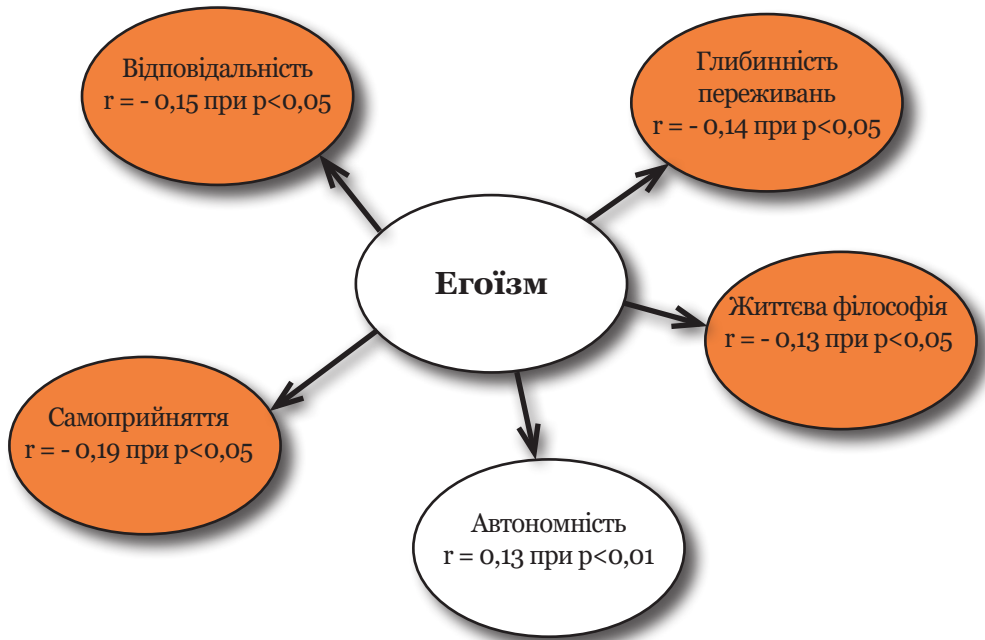 Відповідальність
r = - 0,15 при p<0,05
Глибинність
переживань
r = - 0,14 при p<0,05
Егоїзм
Життєва філософія
r = - 0,13 при p<0,05
Самоприйняття
r = - 0,19 при p<0,05
Автономність
r = 0,13 при p<0,01